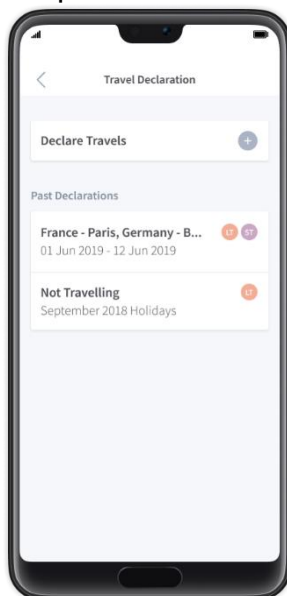 Travel Declaration
Declare Travels
Past Declarations
France - Paris, Germany - B... LT ST
01 Jun 2019 - 12 Jun 2019
Not Travelling LT
September 2018 Holidays